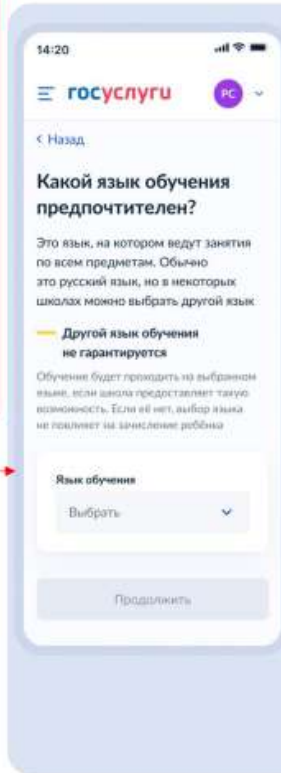 14:20
госуслуги
РС
< Назад
Какой язык обучения
предпочтителен?
Это язык, на котором ведут занятия
по всем предметам. Обычно
это русский язык, но в некоторых
школах можно выбрать другой язык
Другой язык обучения
не гарантируется
Обучение будет проходить на выбранном
языке, если школа предоставляет такую
возможность. Если её нет, выбор языка
не повлияет на зачисление ребёнка
Язык обучения
Выбрать
Продолжить